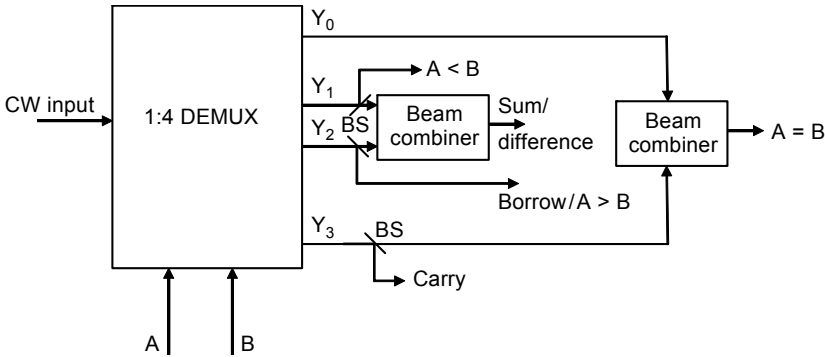 Y0
Y1
A < B
CW input
1:4 DEMUX
BS
Beam
combiner
Sum/
difference
Beam
combiner
A = B
Y2
Borrow/A > B
Y3
BS
Carry
A
B